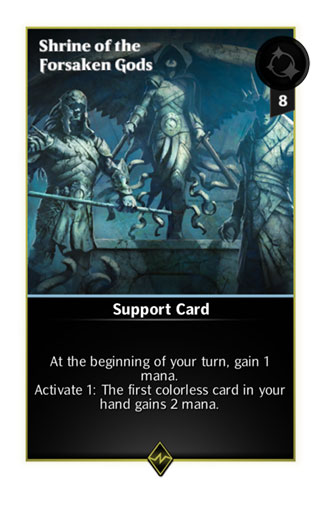 Shrine of the
Forsaken Gods
8
Support Card
At the beginning of your turn, gain 1
mana.
Activate 1: The first colorless card in your
hand gains 2 mana.